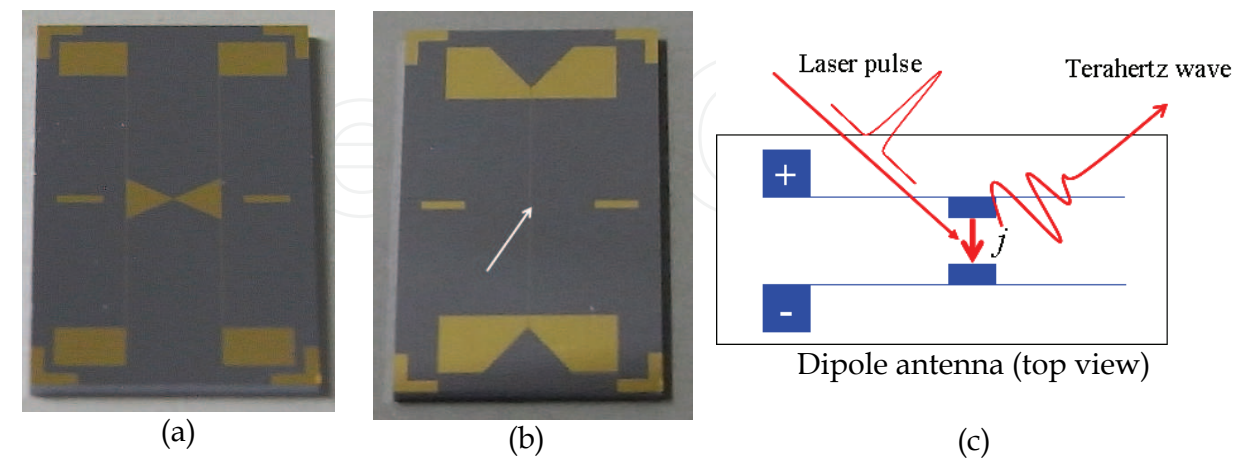 Laser pulse
Terahertz wave
+
j
-
Dipole antenna (top view)
(a)
(b)
(c)